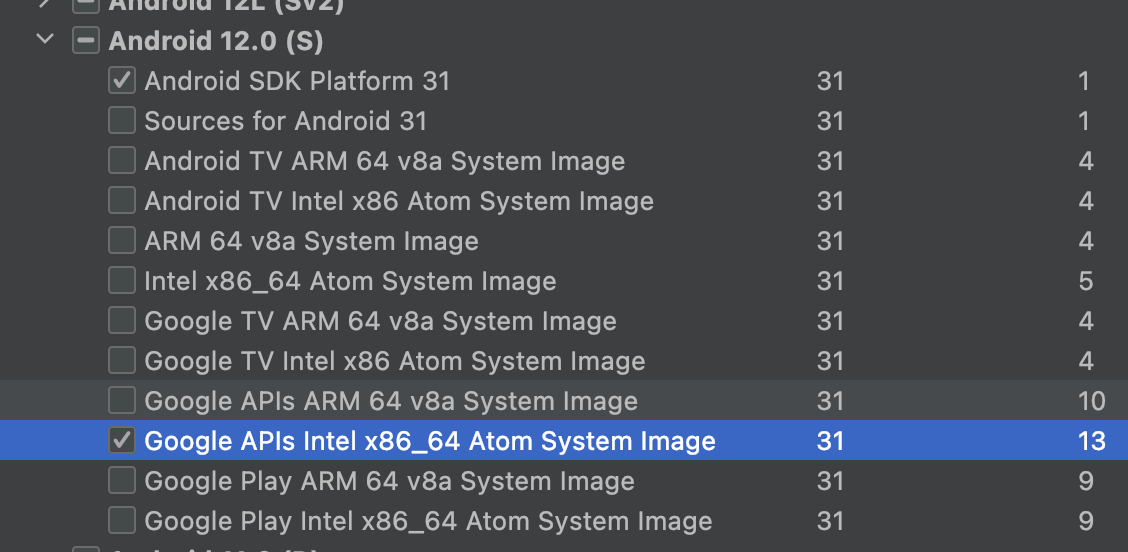 Android 12L (Sv2)
Android 12.0 (S)
Android SDK Platform 31 31 1
Sources for Android 31 31 1
Android TV ARM 64 v8a System Image 31 4
Android TV Intel x86 Atom System Image 31 4
ARM 64 v8a System Image 31 4
Intel x86_64 Atom System Image 31 5
Google TV ARM 64 v8a System Image 31 4
Google TV Intel x86 Atom System Image 31 4
Google APIs ARM 64 v8a System Image 31 10
Google APIs Intel x86_64 Atom System Image 31 13
Google Play ARM 64 v8a System Image 31 9
Google Play Intel x86_64 Atom System Image 31 9